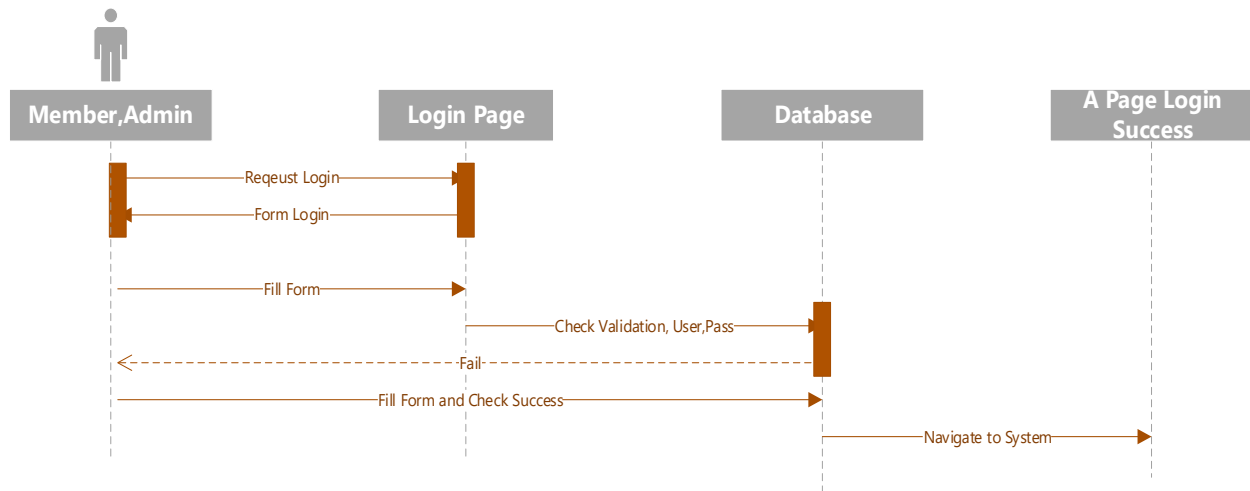 Member,Admin
Login Page
Database
A Page Login
Success
Reqeust Login
Form Login
Fill Form
Check Validation, User,Pass
Fail
Fill Form and Check Success
Navigate to System